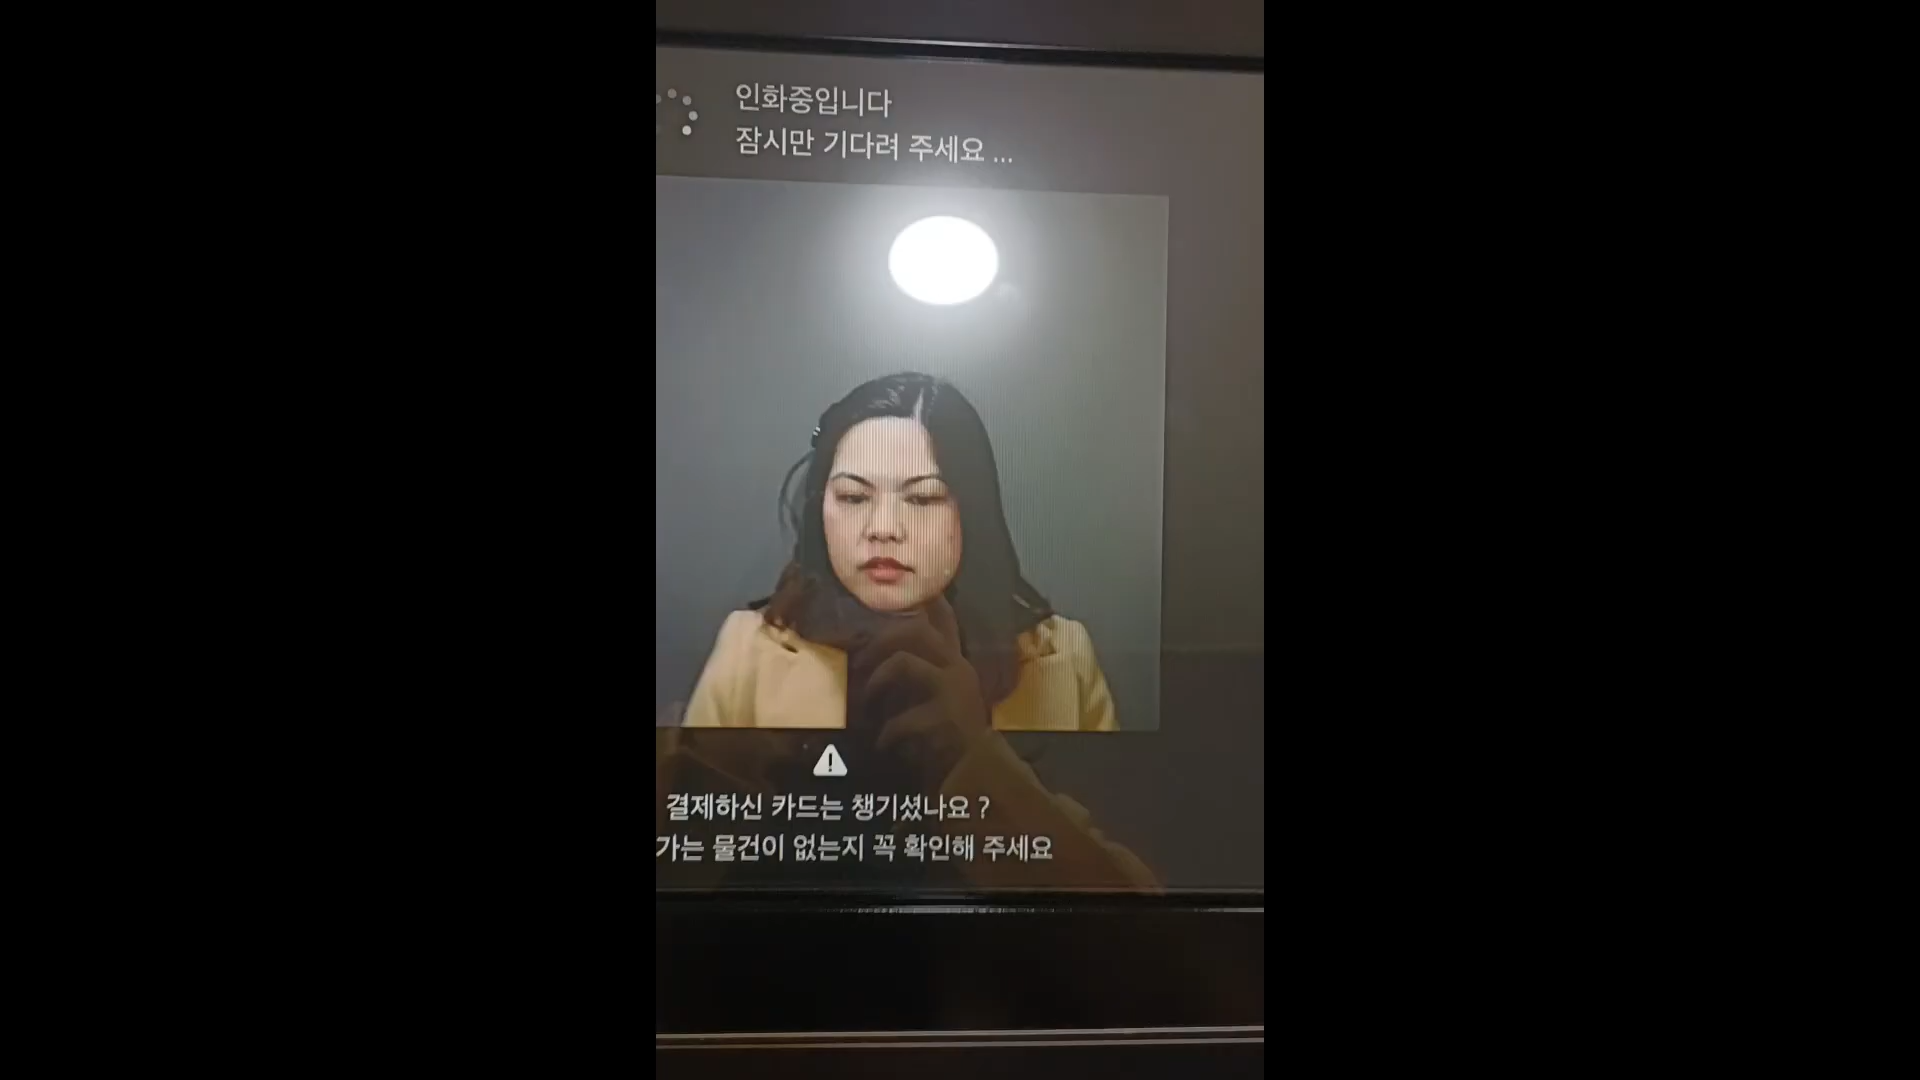 인화중입니다
잠시만 기다려 주세요 ...
결제하신 카드는 챙기셨나요 ?
가는 물건이 없는지 꼭 확인해 주세요